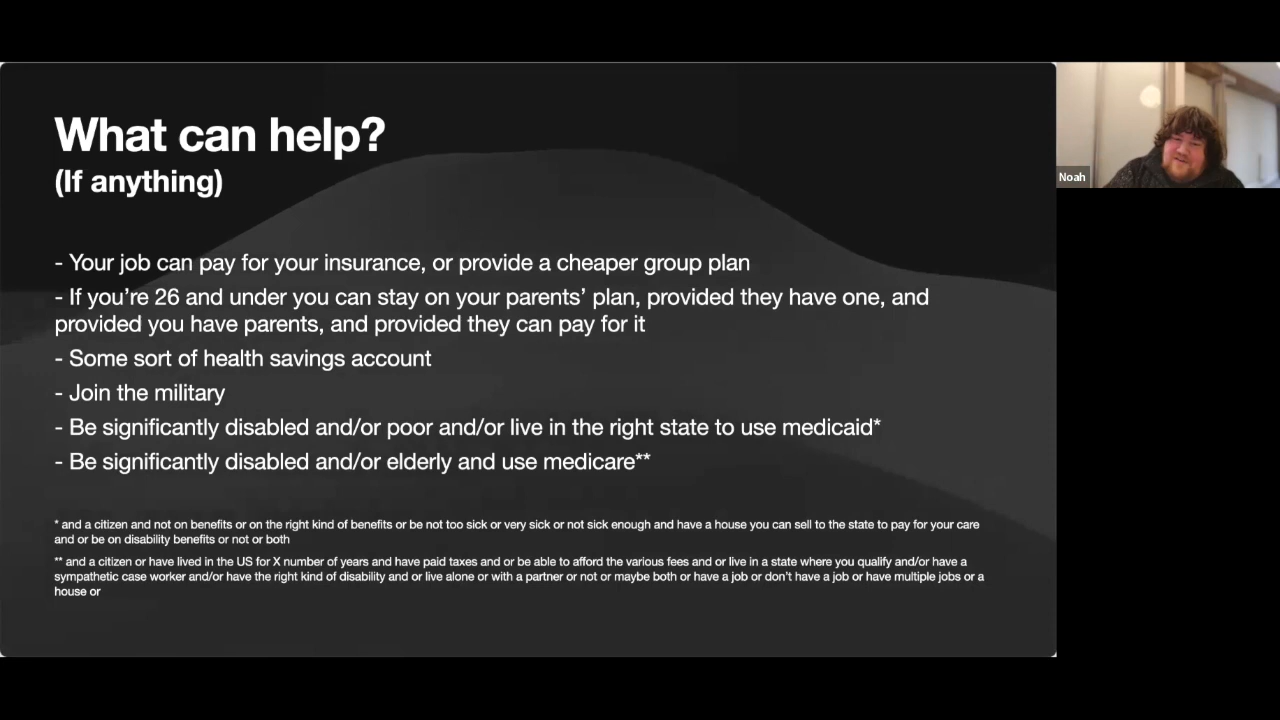 What can help?
(If anything)
- Your job can pay for your insurance, or provide a cheaper group plan
- If you’re 26 and under you can stay on your parents’ plan, provided they have one, and
provided you have parents, and provided they can pay for it
- Some sort of health savings account
- Join the military
- Be significantly disabled and/or poor and/or live in the right state to use medicaid*
- Be significantly disabled and/or elderly and use medicare**
* and a citizen and not on benefits or on the right kind of benefits or be not too sick or very sick or not sick enough and have a house you can sell to the state to pay for your care
and or be on disability benefits or not or both
** and a citizen or have lived in the US for X number of years and have paid taxes and or be able to afford the various fees and or live in a state where you qualify and/or have a
sympathetic case worker and/or have the right kind of disability and or live alone or with a partner or not or maybe both or have a job or don’t have a job or have multiple jobs or a
house or
Noah